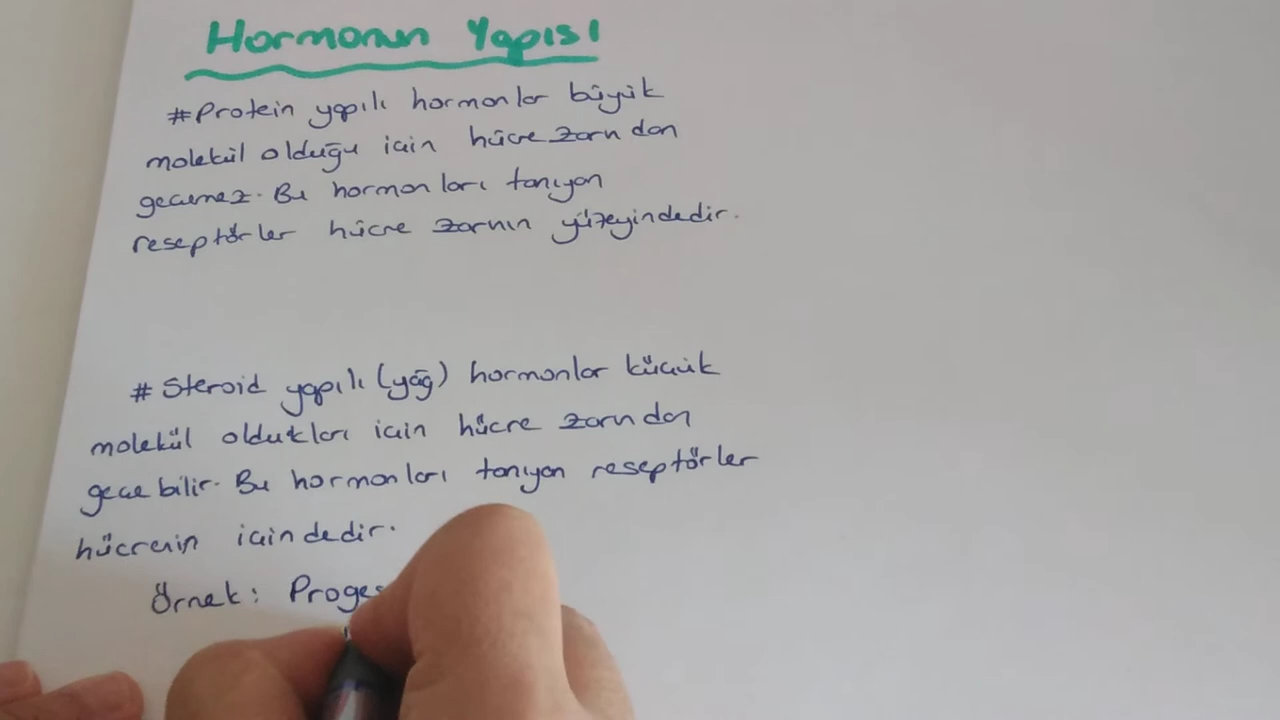 Hormonun Yapısı
#Protein yapılı hormonlar büyük
molekül olduğu için hücre zarından
geçemez. Bu hormonları tanıyan
reseptörler hücre zarının yüzeyindedir.
# Steroid yapılı (yağ) hormonlar küçük
molekül oldukları için hücre zarından
geçebilir. Bu hormonları tanıyan reseptörler
hücrenin içindedir.
Örnek: Proges